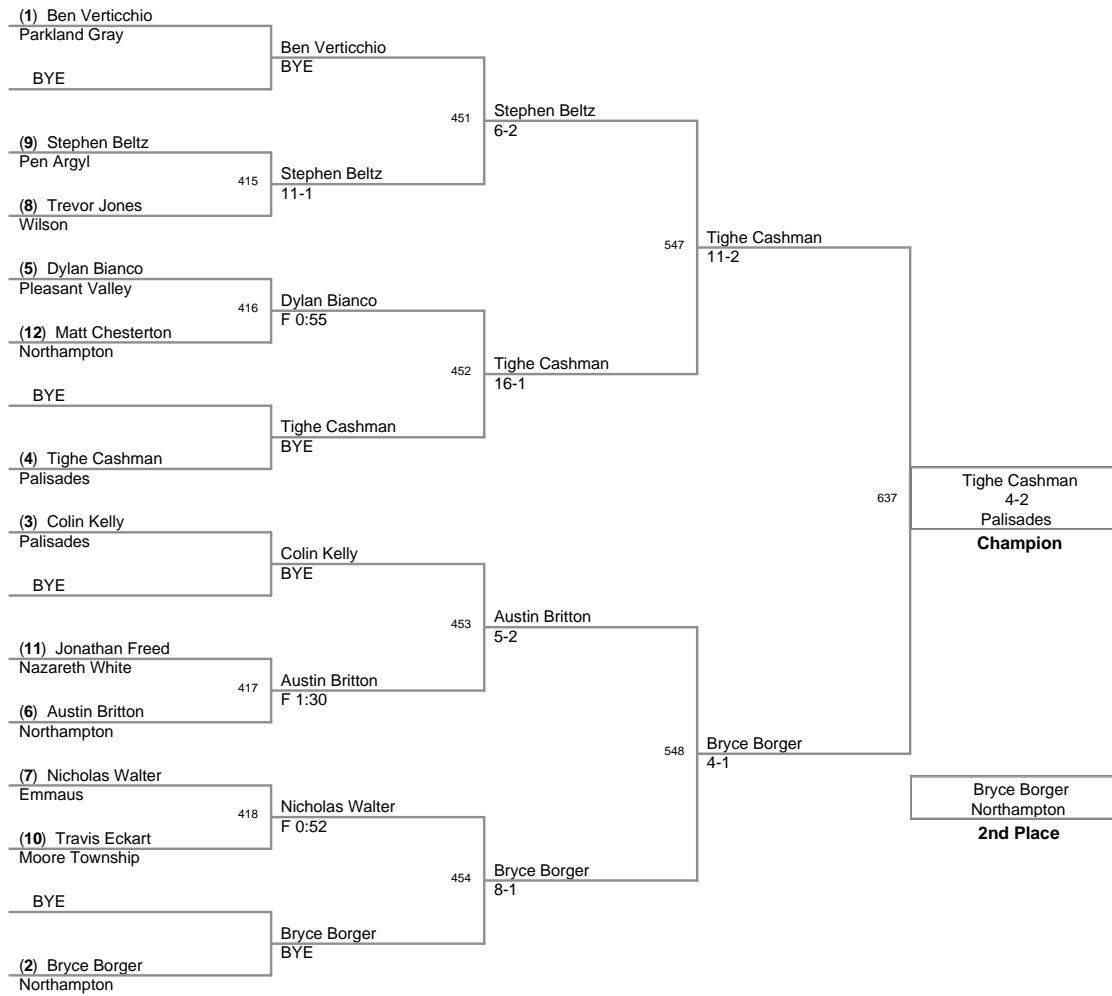 (1) Ben Verticchio
Parkland Gray
BYE
(9) Stephen Beltz
Pen Argyl
(8) Trevor Jones
Wilson
(5) Dylan Bianco
Pleasant Valley
(12) Matt Chesterton
Northampton
BYE
(4) Tighe Cashman
Palisades
(3) Colin Kelly
Palisades
BYE
(11) Jonathan Freed
Nazareth White
(6) Austin Britton
Northampton
(7) Nicholas Walter
Emmaus
(10) Travis Eckart
Moore Township
BYE
(2) Bryce Borger
Northampton
Ben Verticchio
BYE
415
Stephen Beltz
11-1
416
Dylan Bianco
F 0:55
Tighe Cashman
BYE
Colin Kelly
BYE
417
Austin Britton
F 1:30
418
Nicholas Walter
F 0:52
Bryce Borger
BYE
451
Stephen Beltz
6-2
452
Tighe Cashman
16-1
453
Austin Britton
5-2
454
Bryce Borger
8-1
547
Tighe Cashman
11-2
548
Bryce Borger
4-1
637
Tighe Cashman
4-2
Palisades
Champion
Bryce Borger
Northampton
2nd Place